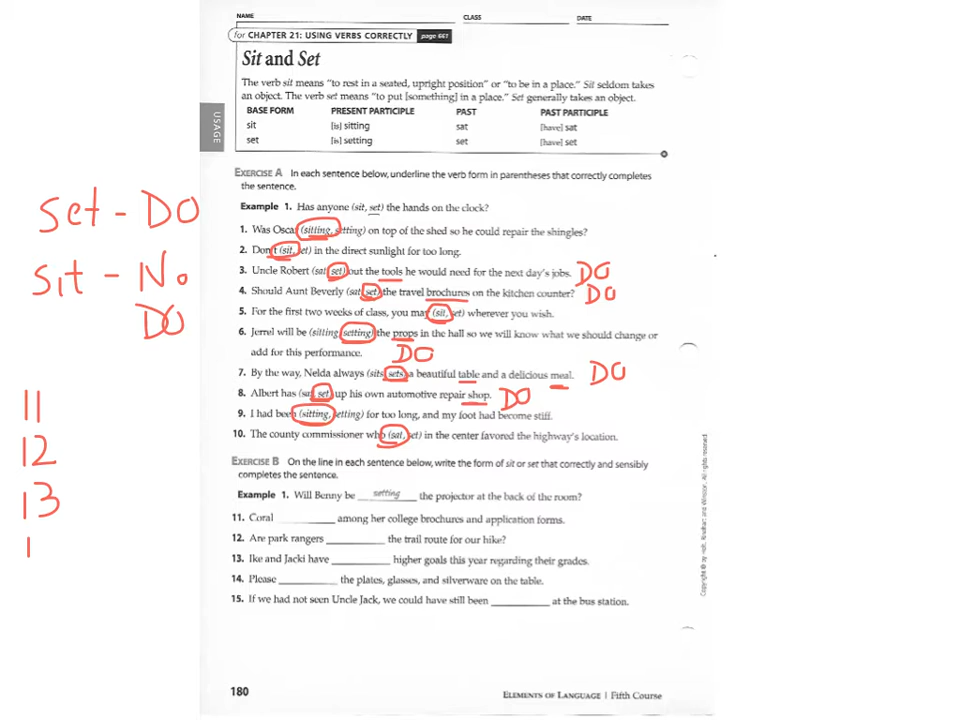 NAME CLASS DATE
for CHAPTER 21: USING VERBS CORRECTLY page 661
Sit and Set
The verb sit means "to rest in a seated, upright position" or "to be in a place." Sit seldom takes
an object. The verb set means "to put [something] in a place." Set generally takes an object.
BASE FORM PRESENT PARTICIPLE PAST PAST PARTICIPLE
sit [is] sitting sat [have] sat
set [is] setting set [have] set
USAGE
EXERCISE A In each sentence below, underline the verb form in parentheses that correctly completes
the sentence.
Example 1. Has anyone (sit, set) the hands on the clock?
1. Was Oscar (sitting, setting) on top of the shed so he could repair the shingles?
2. Don't (sit, set) in the direct sunlight for too long.
3. Uncle Robert (sat, set) out the tools he would need for the next day's jobs. DO
4. Should Aunt Beverly (sat, set) the travel brochures on the kitchen counter? DO
5. For the first two weeks of class, you may (sit, set) wherever you wish.
6. Jerrel will be (sitting, setting) the props in the hall so we will know what we should change or
add for this performance. DO
7. By the way, Nelda always (sits, sets) a beautiful table and a delicious meal. DO
8. Albert has (sat, set) up his own automotive repair shop. DO
9. I had been (sitting, setting) for too long, and my foot had become stiff.
10. The county commissioner who (sat, set) in the center favored the highway's location.
set - DO
sit - No
DO
EXERCISE B On the line in each sentence below, write the form of sit or set that correctly and sensibly
completes the sentence.
Example 1. Will Benny be setting the projector at the back of the room?
11. Coral ________ among her college brochures and application forms.
12. Are park rangers ________ the trail route for our hike?
13. Ike and Jacki have ________ higher goals this year regarding their grades.
14. Please ________ the plates, glasses, and silverware on the table.
15. If we had not seen Uncle Jack, we could have still been ________ at the bus station.
11
12
13
1
Copyright © by Holt, Rinehart and Winston. All rights reserved.
180
ELEMENTS OF LANGUAGE | Fifth Course